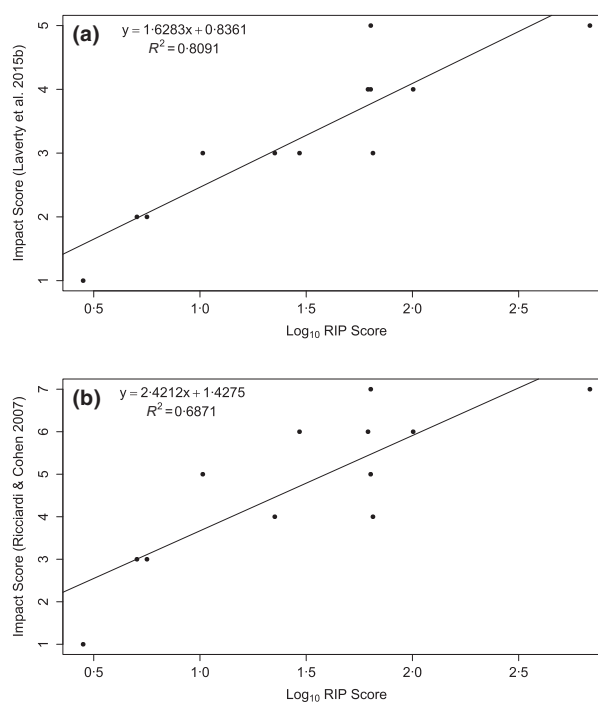 (a)
y = 1·6283x + 0·8361
R² = 0·8091
Impact Score (Laverty et al. 2015b)
5
4
3
2
1
0·5 1·0 1·5 2·0 2·5
Log₁₀ RIP Score
(b)
y = 2·4212x + 1·4275
R² = 0·6871
Impact Score (Ricciardi & Cohen 2007)
7
6
5
4
3
2
1
0·5 1·0 1·5 2·0 2·5
Log₁₀ RIP Score